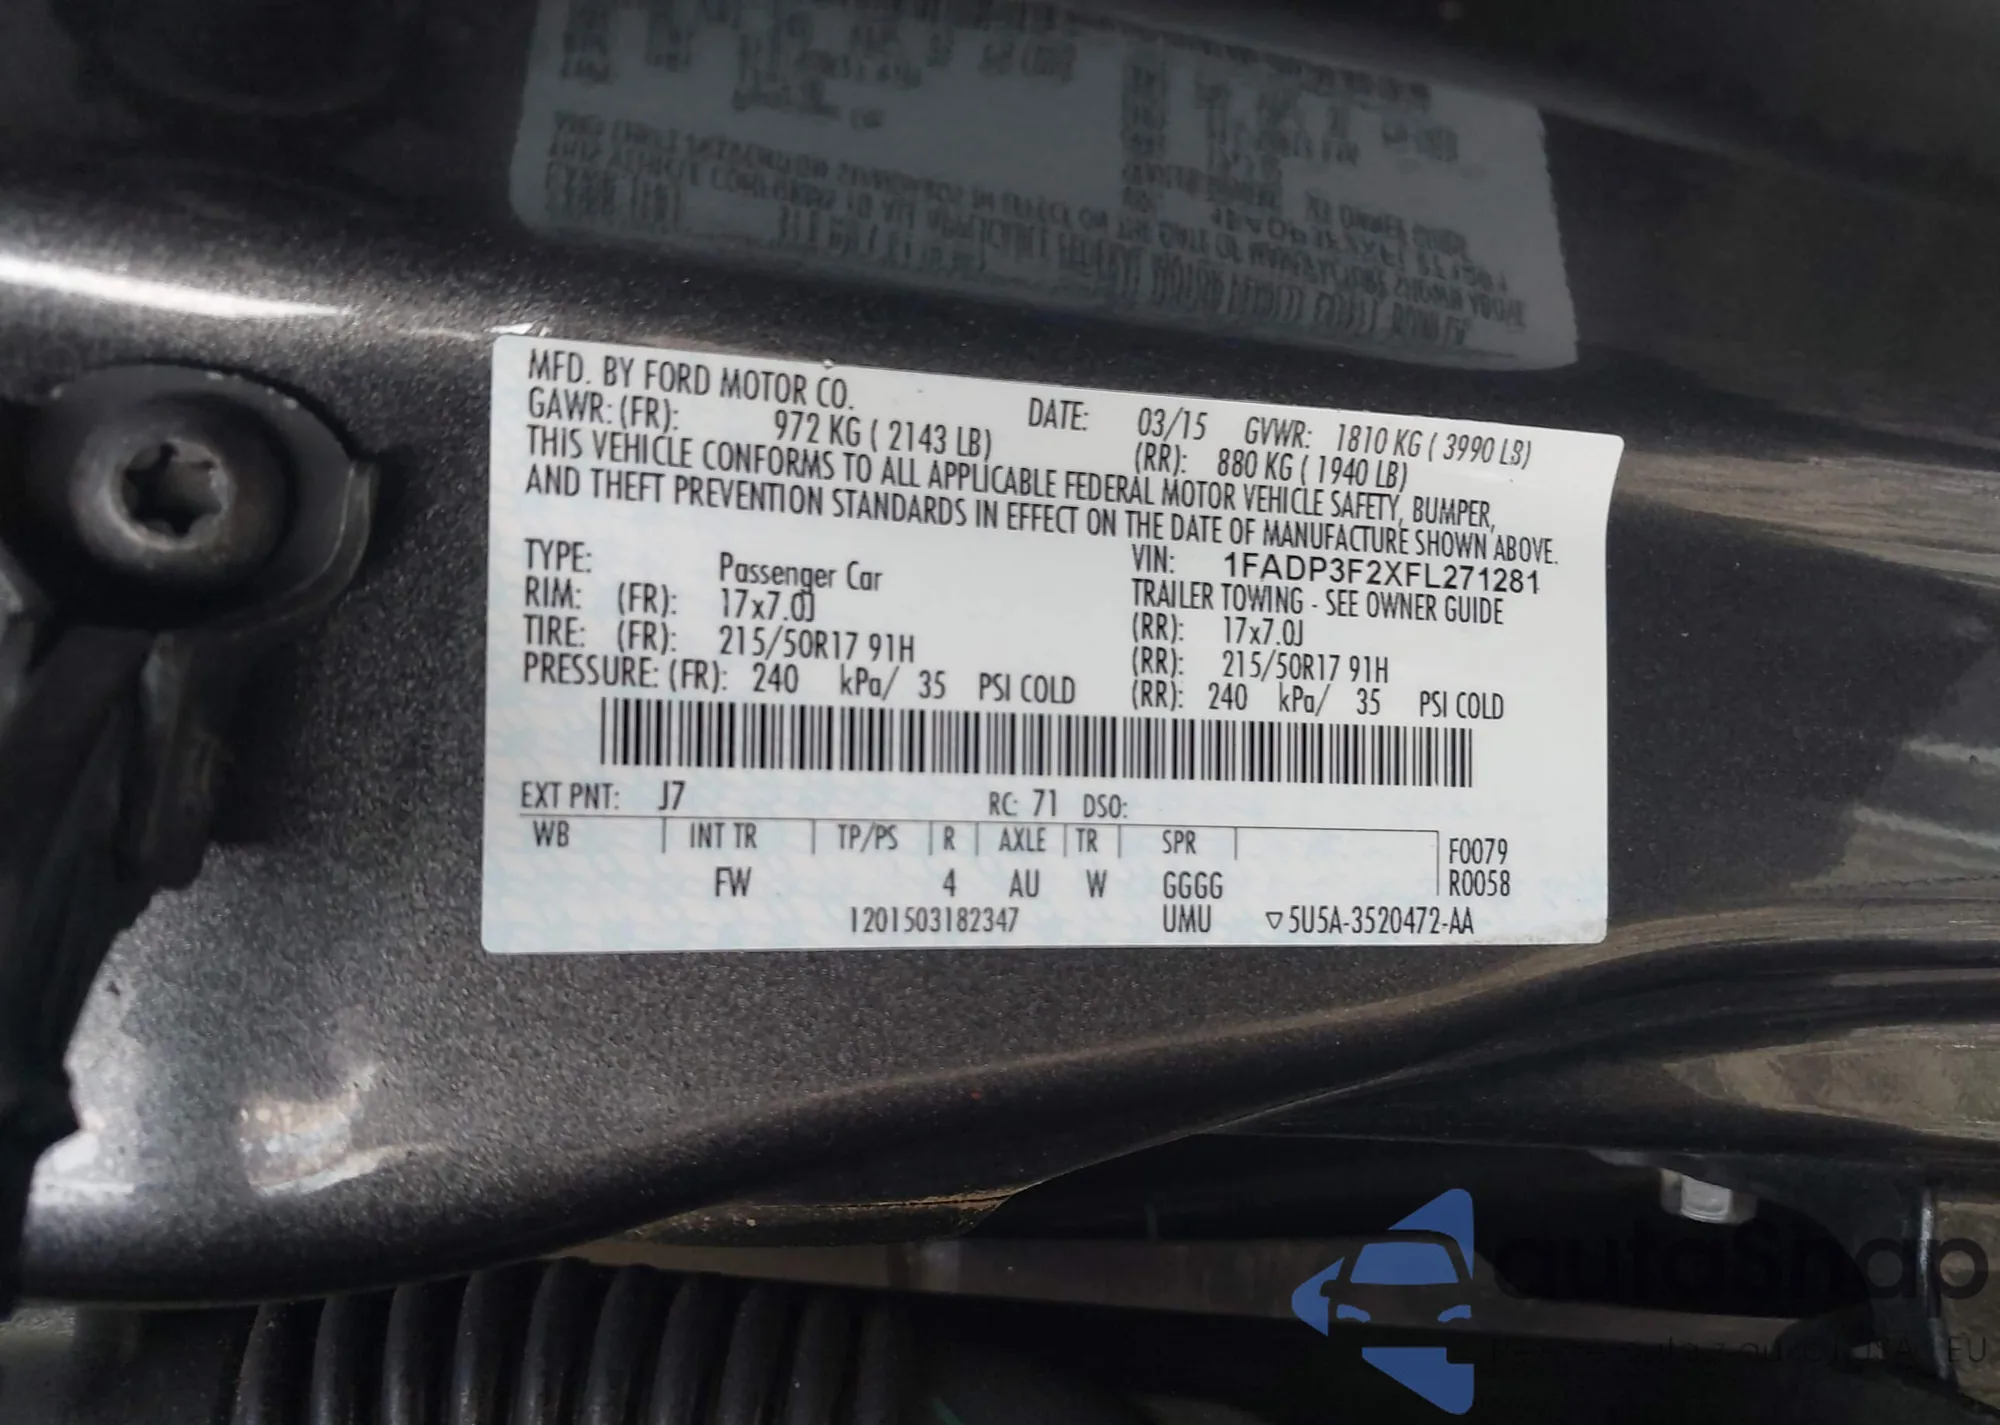 MFD. BY FORD MOTOR CO. DATE: 03/15 GVWR: 1810 KG ( 3990 LB)
GAWR: (FR): 972 KG ( 2143 LB) (RR): 880 KG ( 1940 LB)
THIS VEHICLE CONFORMS TO ALL APPLICABLE FEDERAL MOTOR VEHICLE SAFETY, BUMPER,
AND THEFT PREVENTION STANDARDS IN EFFECT ON THE DATE OF MANUFACTURE SHOWN ABOVE.
VIN: 1FADP3F2XFL271281
TYPE: Passenger Car TRAILER TOWING - SEE OWNER GUIDE
RIM: (FR): 17x7.0J (RR): 17x7.0J
TIRE: (FR): 215/50R17 91H (RR): 215/50R17 91H
PRESSURE: (FR): 240 kPa/ 35 PSI COLD (RR): 240 kPa/ 35 PSI COLD
EXT PNT: J7 RC: 71 DSO:
WB INT TR TP/PS R AXLE TR SPR F0079
FW 4 AU W GGGG R0058
1201503182347 UMU ▽5U5A-3520472-AA
autoSnap